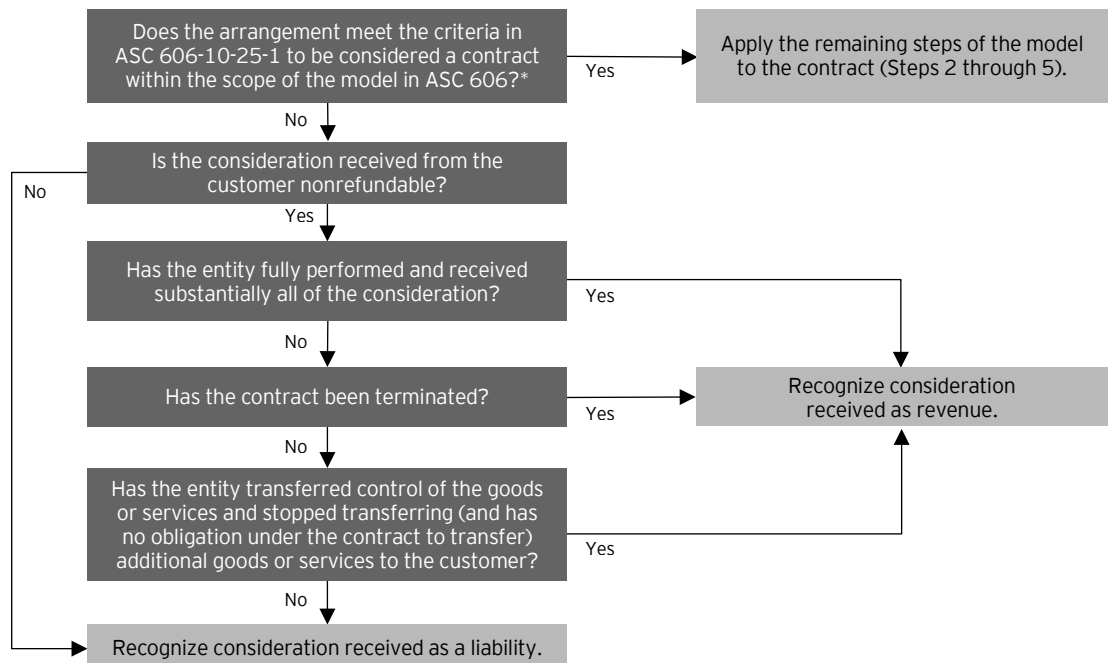 Does the arrangement meet the criteria in
ASC 606-10-25-1 to be considered a contract
within the scope of the model in ASC 606?*
Yes
Apply the remaining steps of the model
to the contract (Steps 2 through 5).
No
Is the consideration received from the
customer nonrefundable?
No
Yes
Has the entity fully performed and received
substantially all of the consideration?
Yes
No
Has the contract been terminated?
Yes
Recognize consideration
received as revenue.
No
Has the entity transferred control of the goods
or services and stopped transferring (and has
no obligation under the contract to transfer)
additional goods or services to the customer?
Yes
No
Recognize consideration received as a liability.